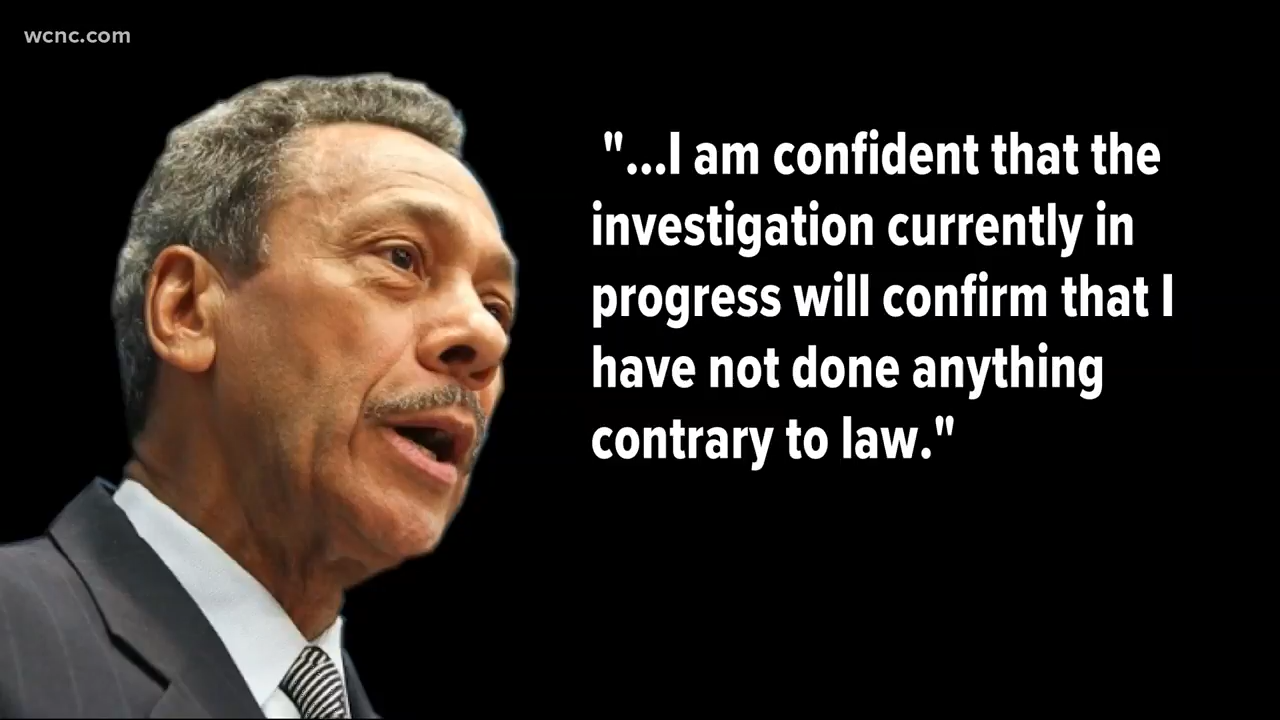 wcnc.com
"...I am confident that the
investigation currently in
progress will confirm that I
have not done anything
contrary to law."